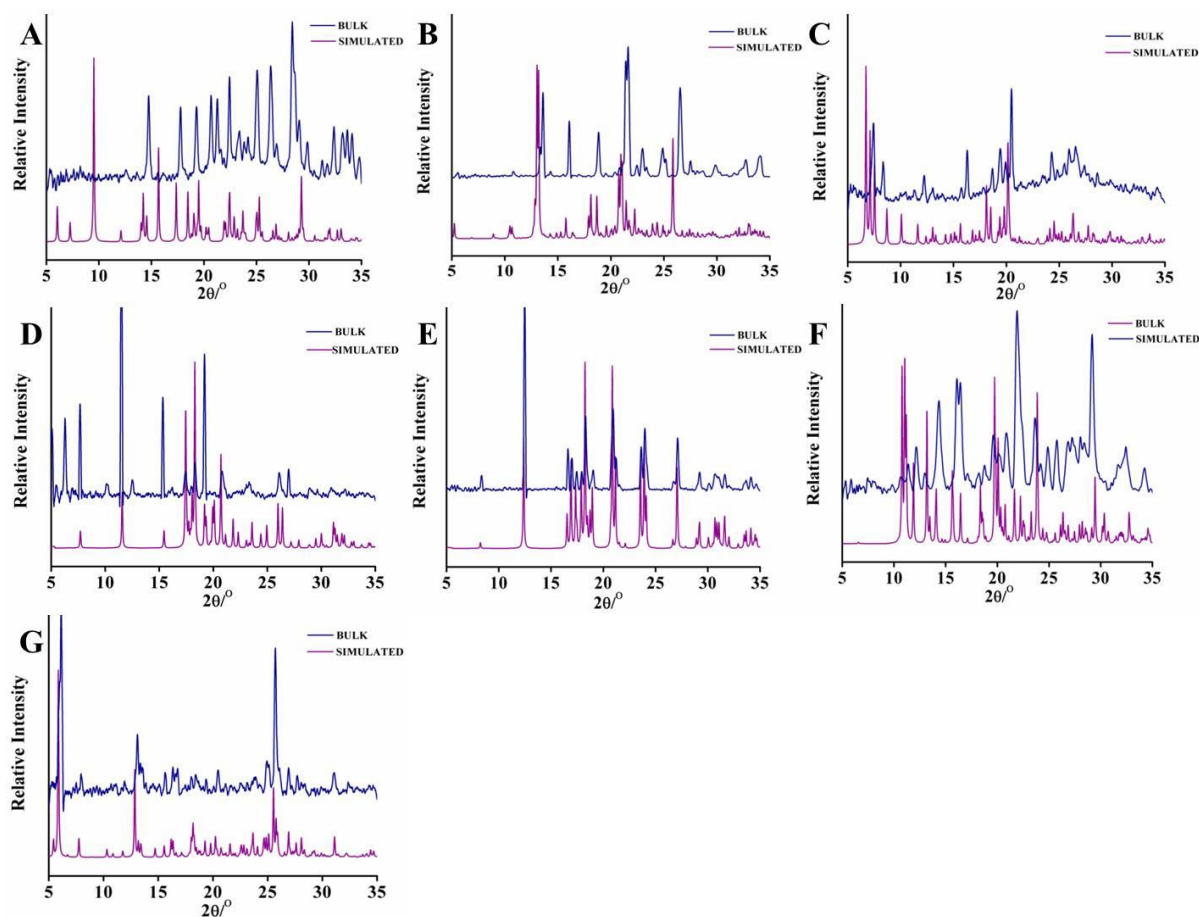 A
BULK
SIMULATED
Relative Intensity
5 10 15 20 25 30 35
2θ/O
B
BULK
SIMULATED
Relative Intensity
5 10 15 20 25 30 35
2θ/O
C
BULK
SIMULATED
Relative Intensity
5 10 15 20 25 30 35
2θ/O
D
BULK
SIMULATED
Relative Intensity
5 10 15 20 25 30 35
2θ/O
E
BULK
SIMULATED
Relative Intensity
5 10 15 20 25 30 35
2θ/O
F
BULK
SIMULATED
Relative Intensity
5 10 15 20 25 30 35
2θ/O
G
BULK
SIMULATED
Relative Intensity
5 10 15 20 25 30 35
2θ/O